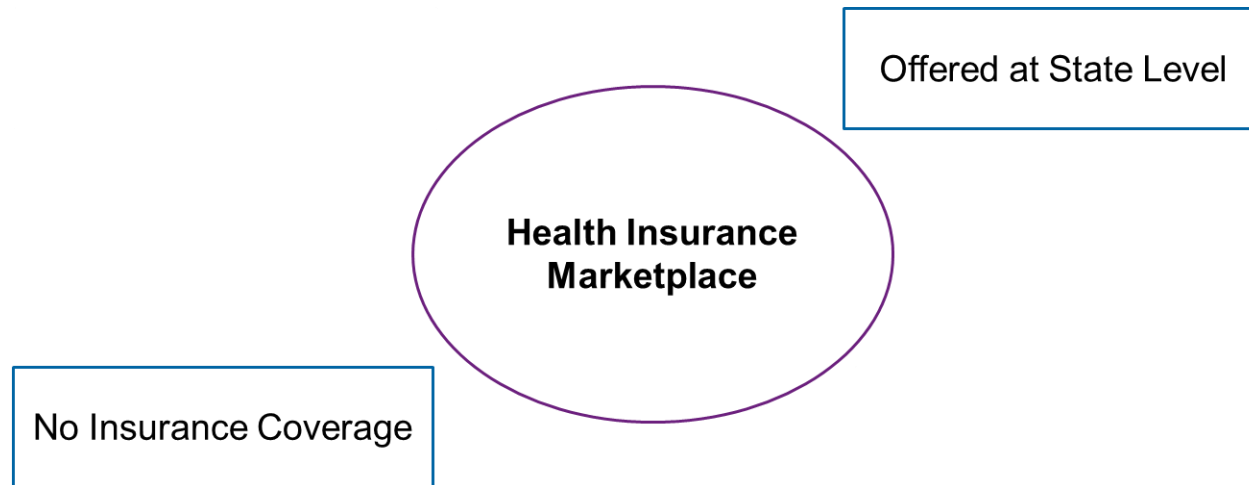 Offered at State Level
Health Insurance
Marketplace
No Insurance Coverage